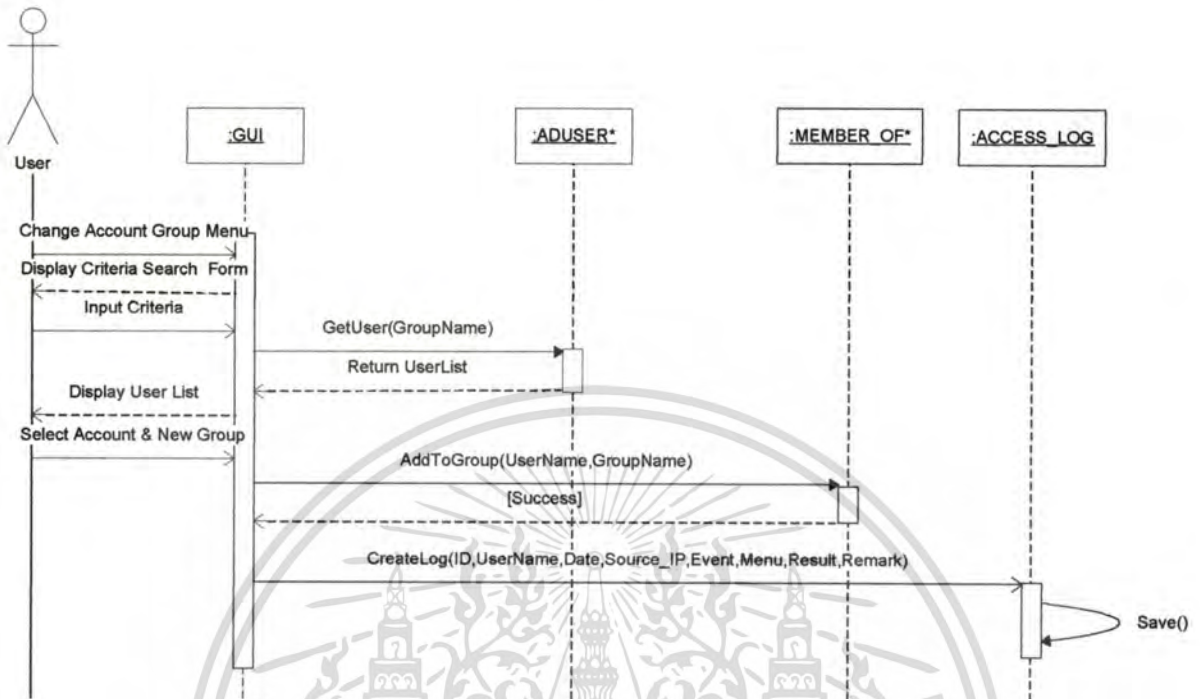 User
:GUI
:ADUSER*
:MEMBER_OF*
:ACCESS_LOG
Change Account Group Menu
Display Criteria Search Form
Input Criteria
GetUser(GroupName)
Return UserList
Display User List
Select Account & New Group
AddToGroup(UserName,GroupName)
[Success]
CreateLog(ID,UserName,Date,Source_IP,Event,Menu,Result,Remark)
Save()